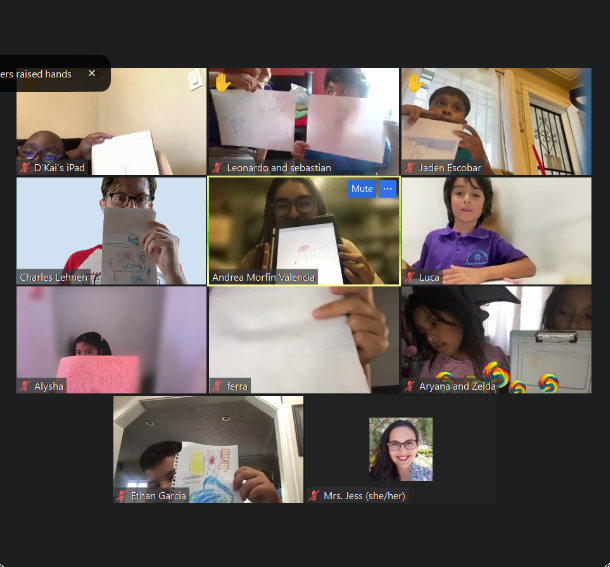 ers raised hands ✕
D'Kai's iPad
Leonardo and sebastian
Jaden Escobar
Charles Lehnen
Mute ...
Andrea Morfin Valencia
Luca
Alysha
ferra
Aryana and Zelda
Ethan Garcia
Mrs. Jess (she/her)